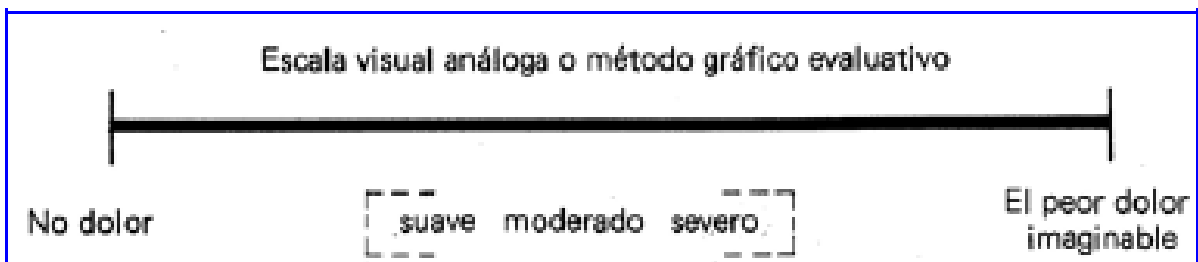 Escala visual análoga o método gráfico evaluativo
No dolor
suave moderado severo
El peor dolor
imaginable